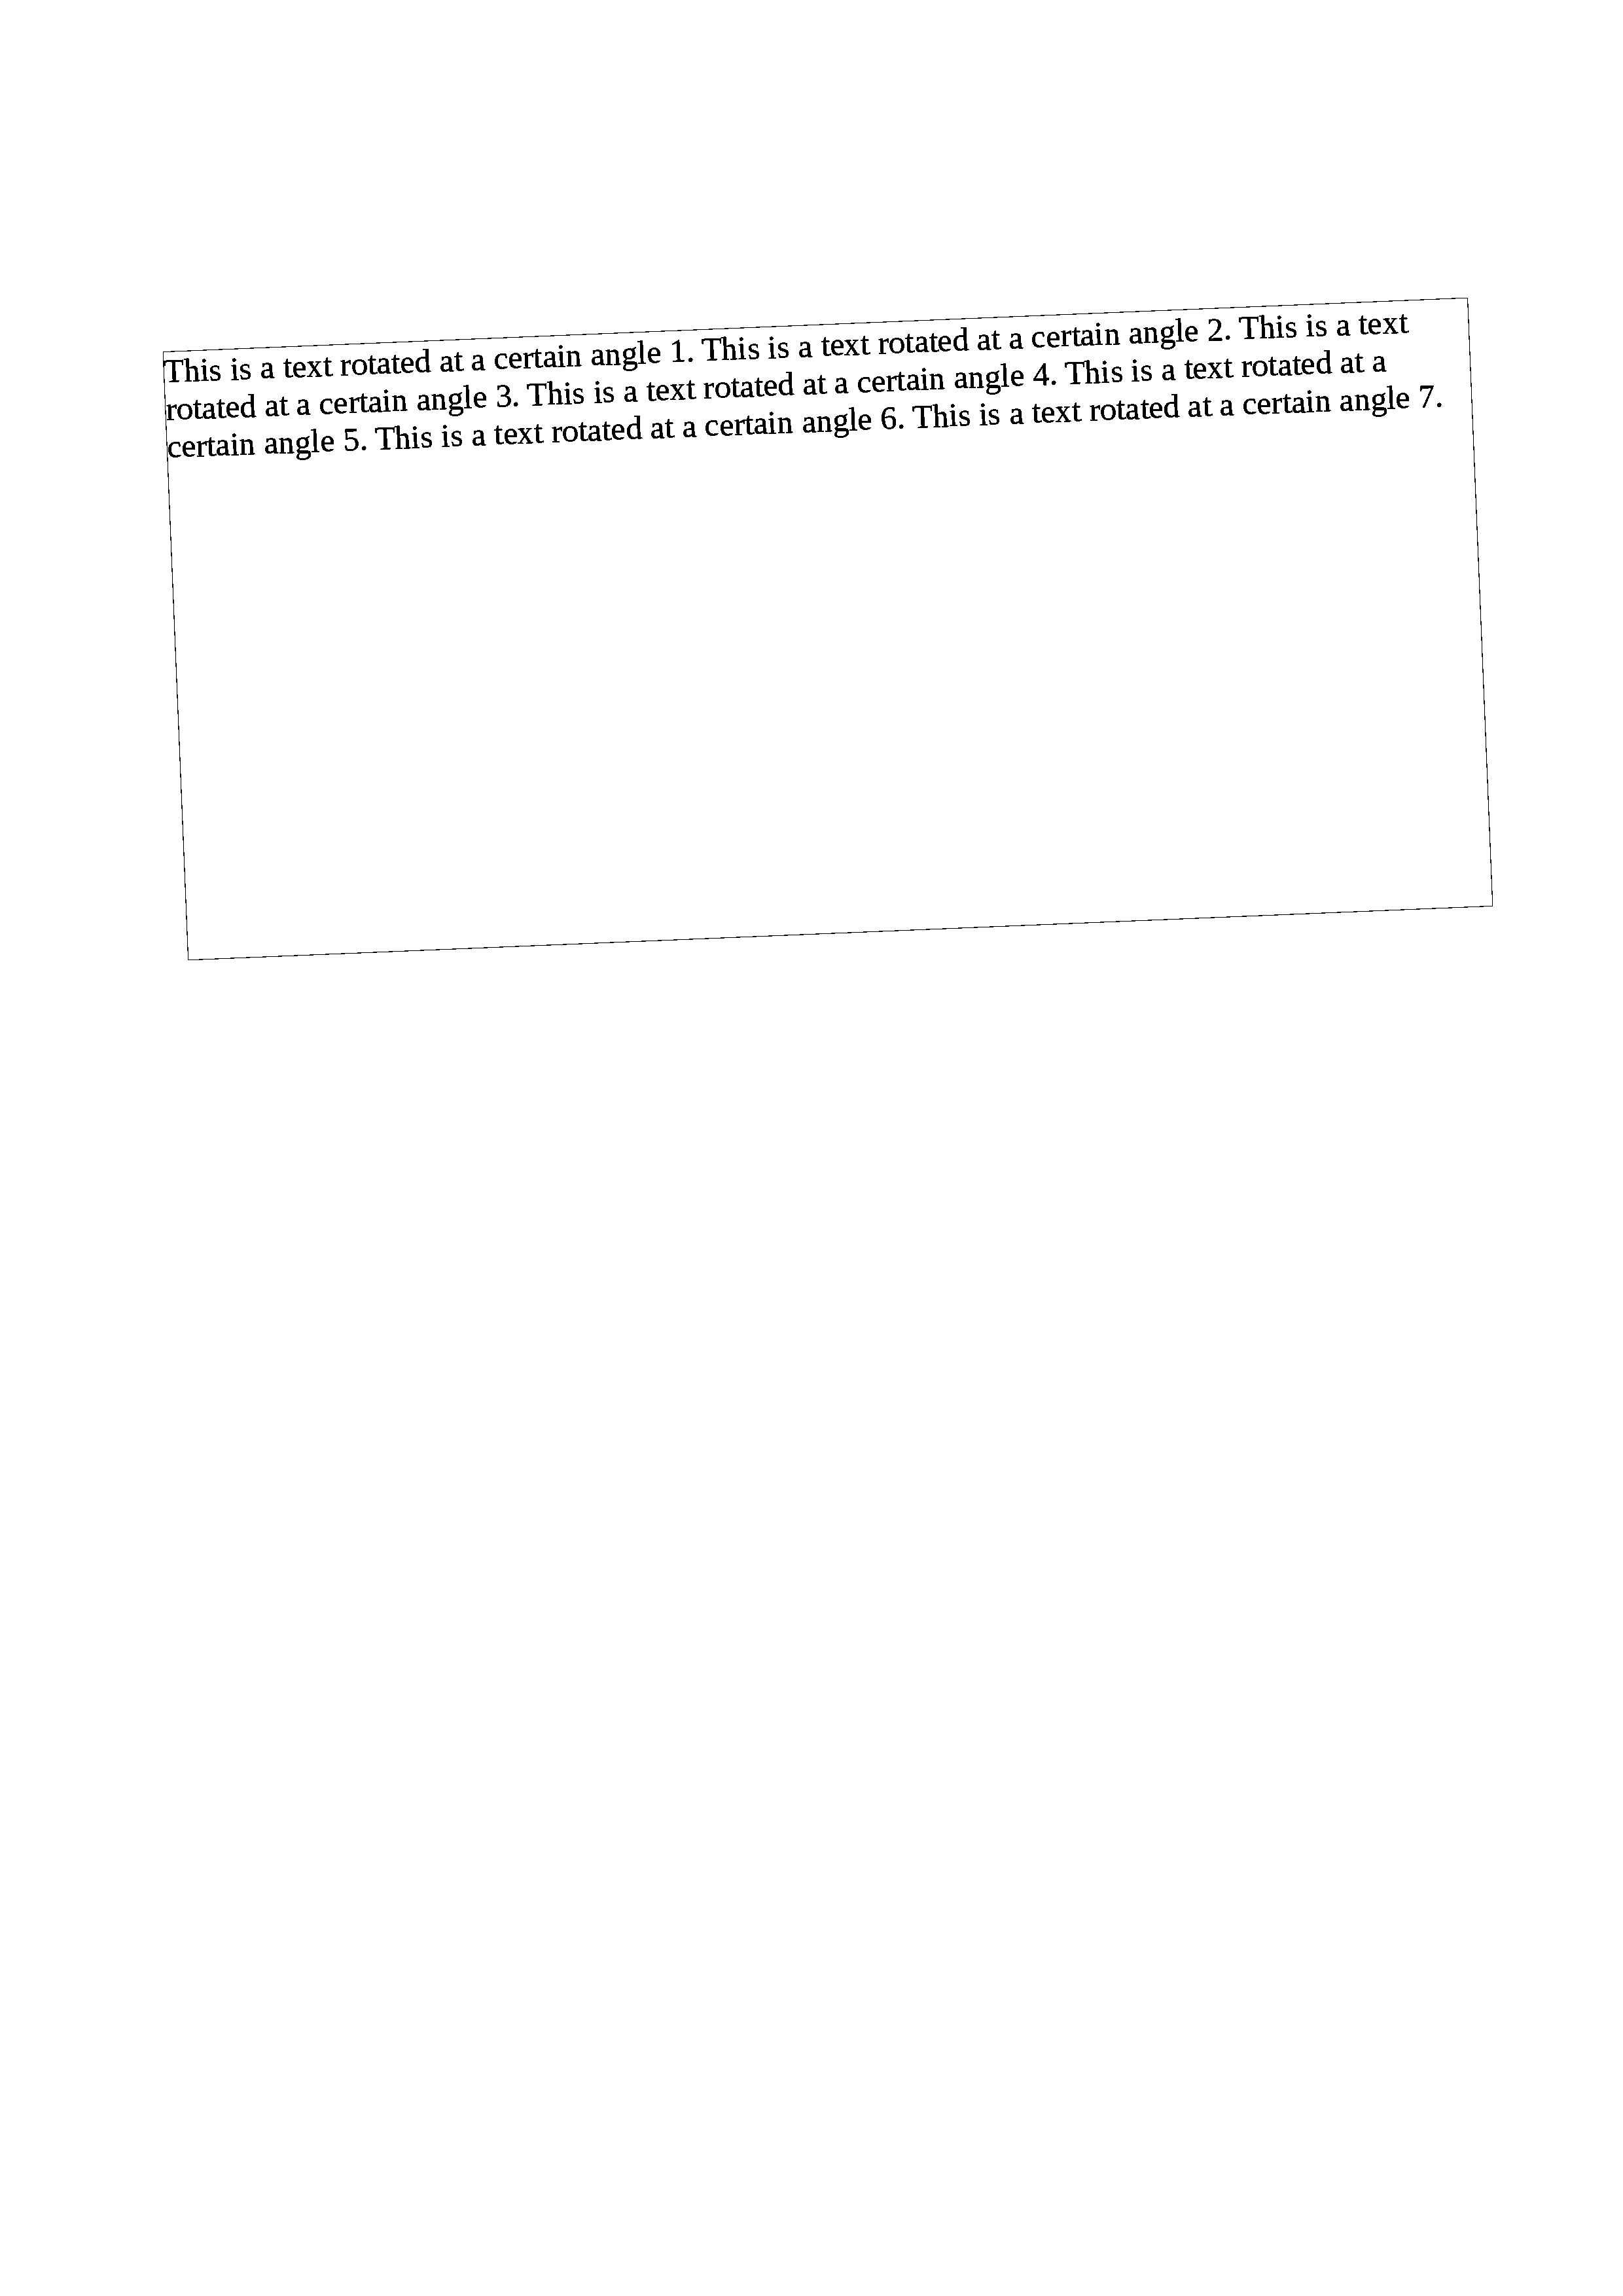 This is a text rotated at a certain angle 1. This is a text rotated at a certain angle 2. This is a text
rotated at a certain angle 3. This is a text rotated at a certain angle 4. This is a text rotated at a
certain angle 5. This is a text rotated at a certain angle 6. This is a text rotated at a certain angle 7.